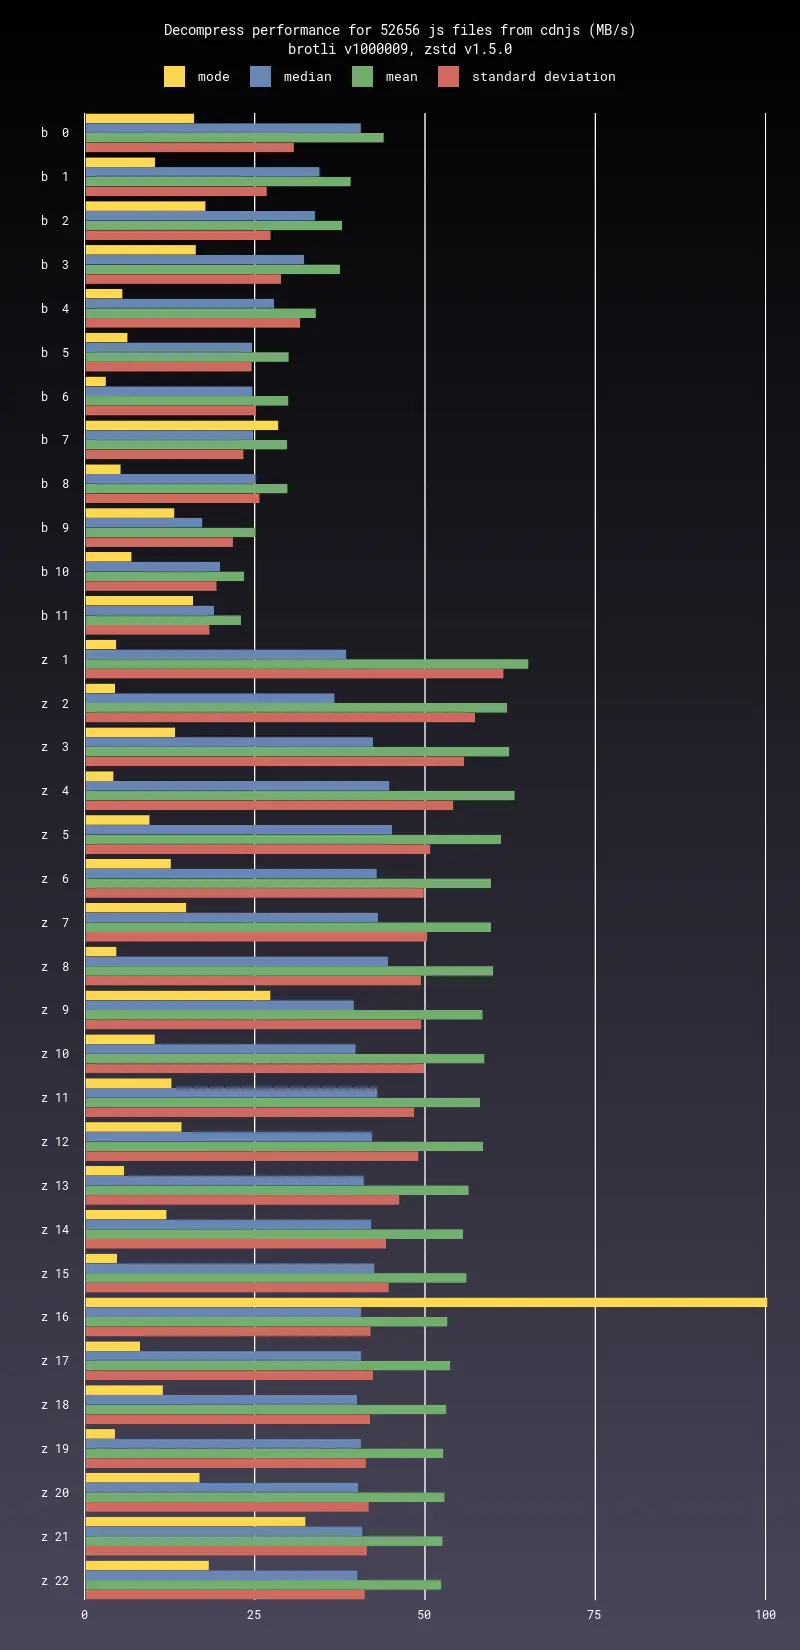 Decompress performance for 52656 js files from cdnjs (MB/s)
brotli v1000009, zstd v1.5.0
mode median mean standard deviation
b 0
b 1
b 2
b 3
b 4
b 5
b 6
b 7
b 8
b 9
b 10
b 11
z 1
z 2
z 3
z 4
z 5
z 6
z 7
z 8
z 9
z 10
z 11
z 12
z 13
z 14
z 15
z 16
z 17
z 18
z 19
z 20
z 21
z 22
0 25 50 75 100